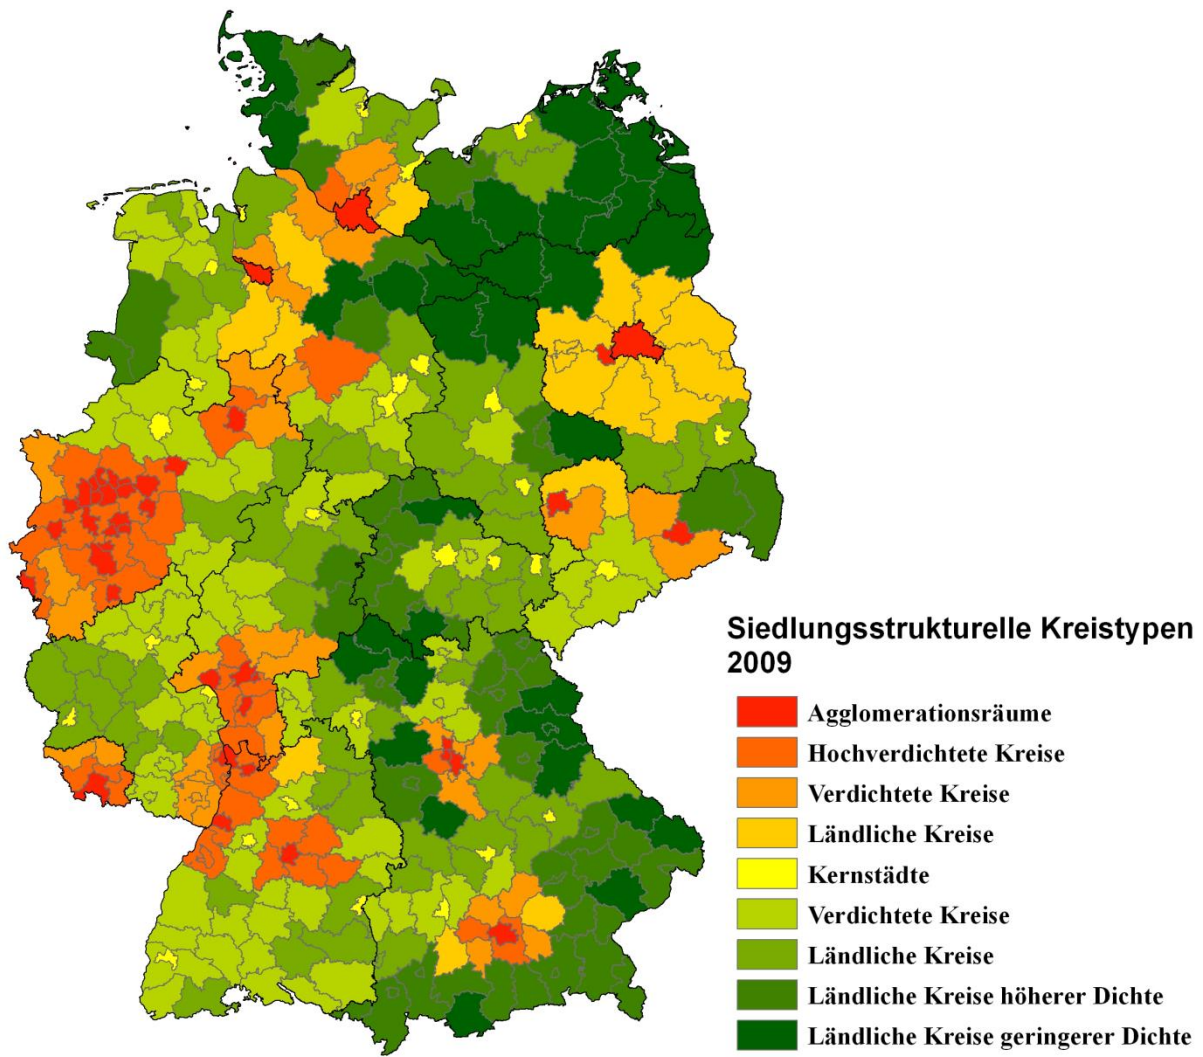 Siedlungsstrukturelle Kreistypen
2009
Agglomerationsräume
Hochverdichtete Kreise
Verdichtete Kreise
Ländliche Kreise
Kernstädte
Verdichtete Kreise
Ländliche Kreise
Ländliche Kreise höherer Dichte
Ländliche Kreise geringerer Dichte